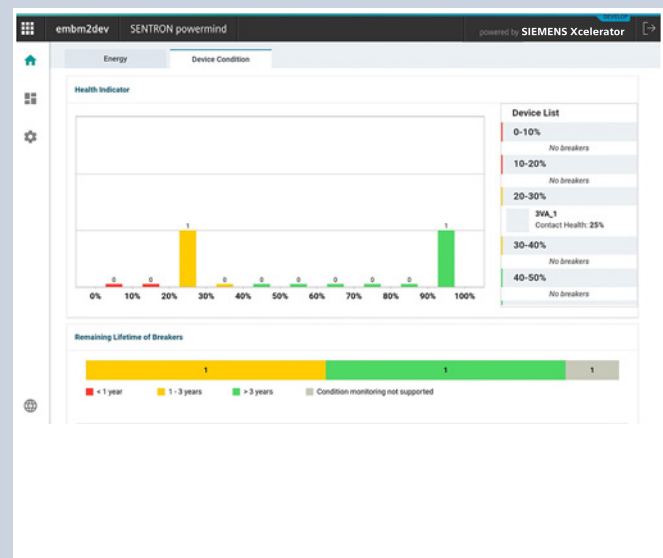 DEVELOP
embm2dev SENTRON powermind powered by SIEMENS Xcelerator
Energy Device Condition
Health Indicator
1 1
0 0 0 0 0 0 0 0
0% 10% 20% 30% 40% 50% 60% 70% 80% 90% 100%
Device List
0-10%
No breakers
10-20%
No breakers
20-30%
3VA_1
Contact Health: 25%
30-40%
No breakers
40-50%
No breakers
Remaining Lifetime of Breakers
1 1 1
< 1 year 1 - 3 years > 3 years Condition monitoring not supported